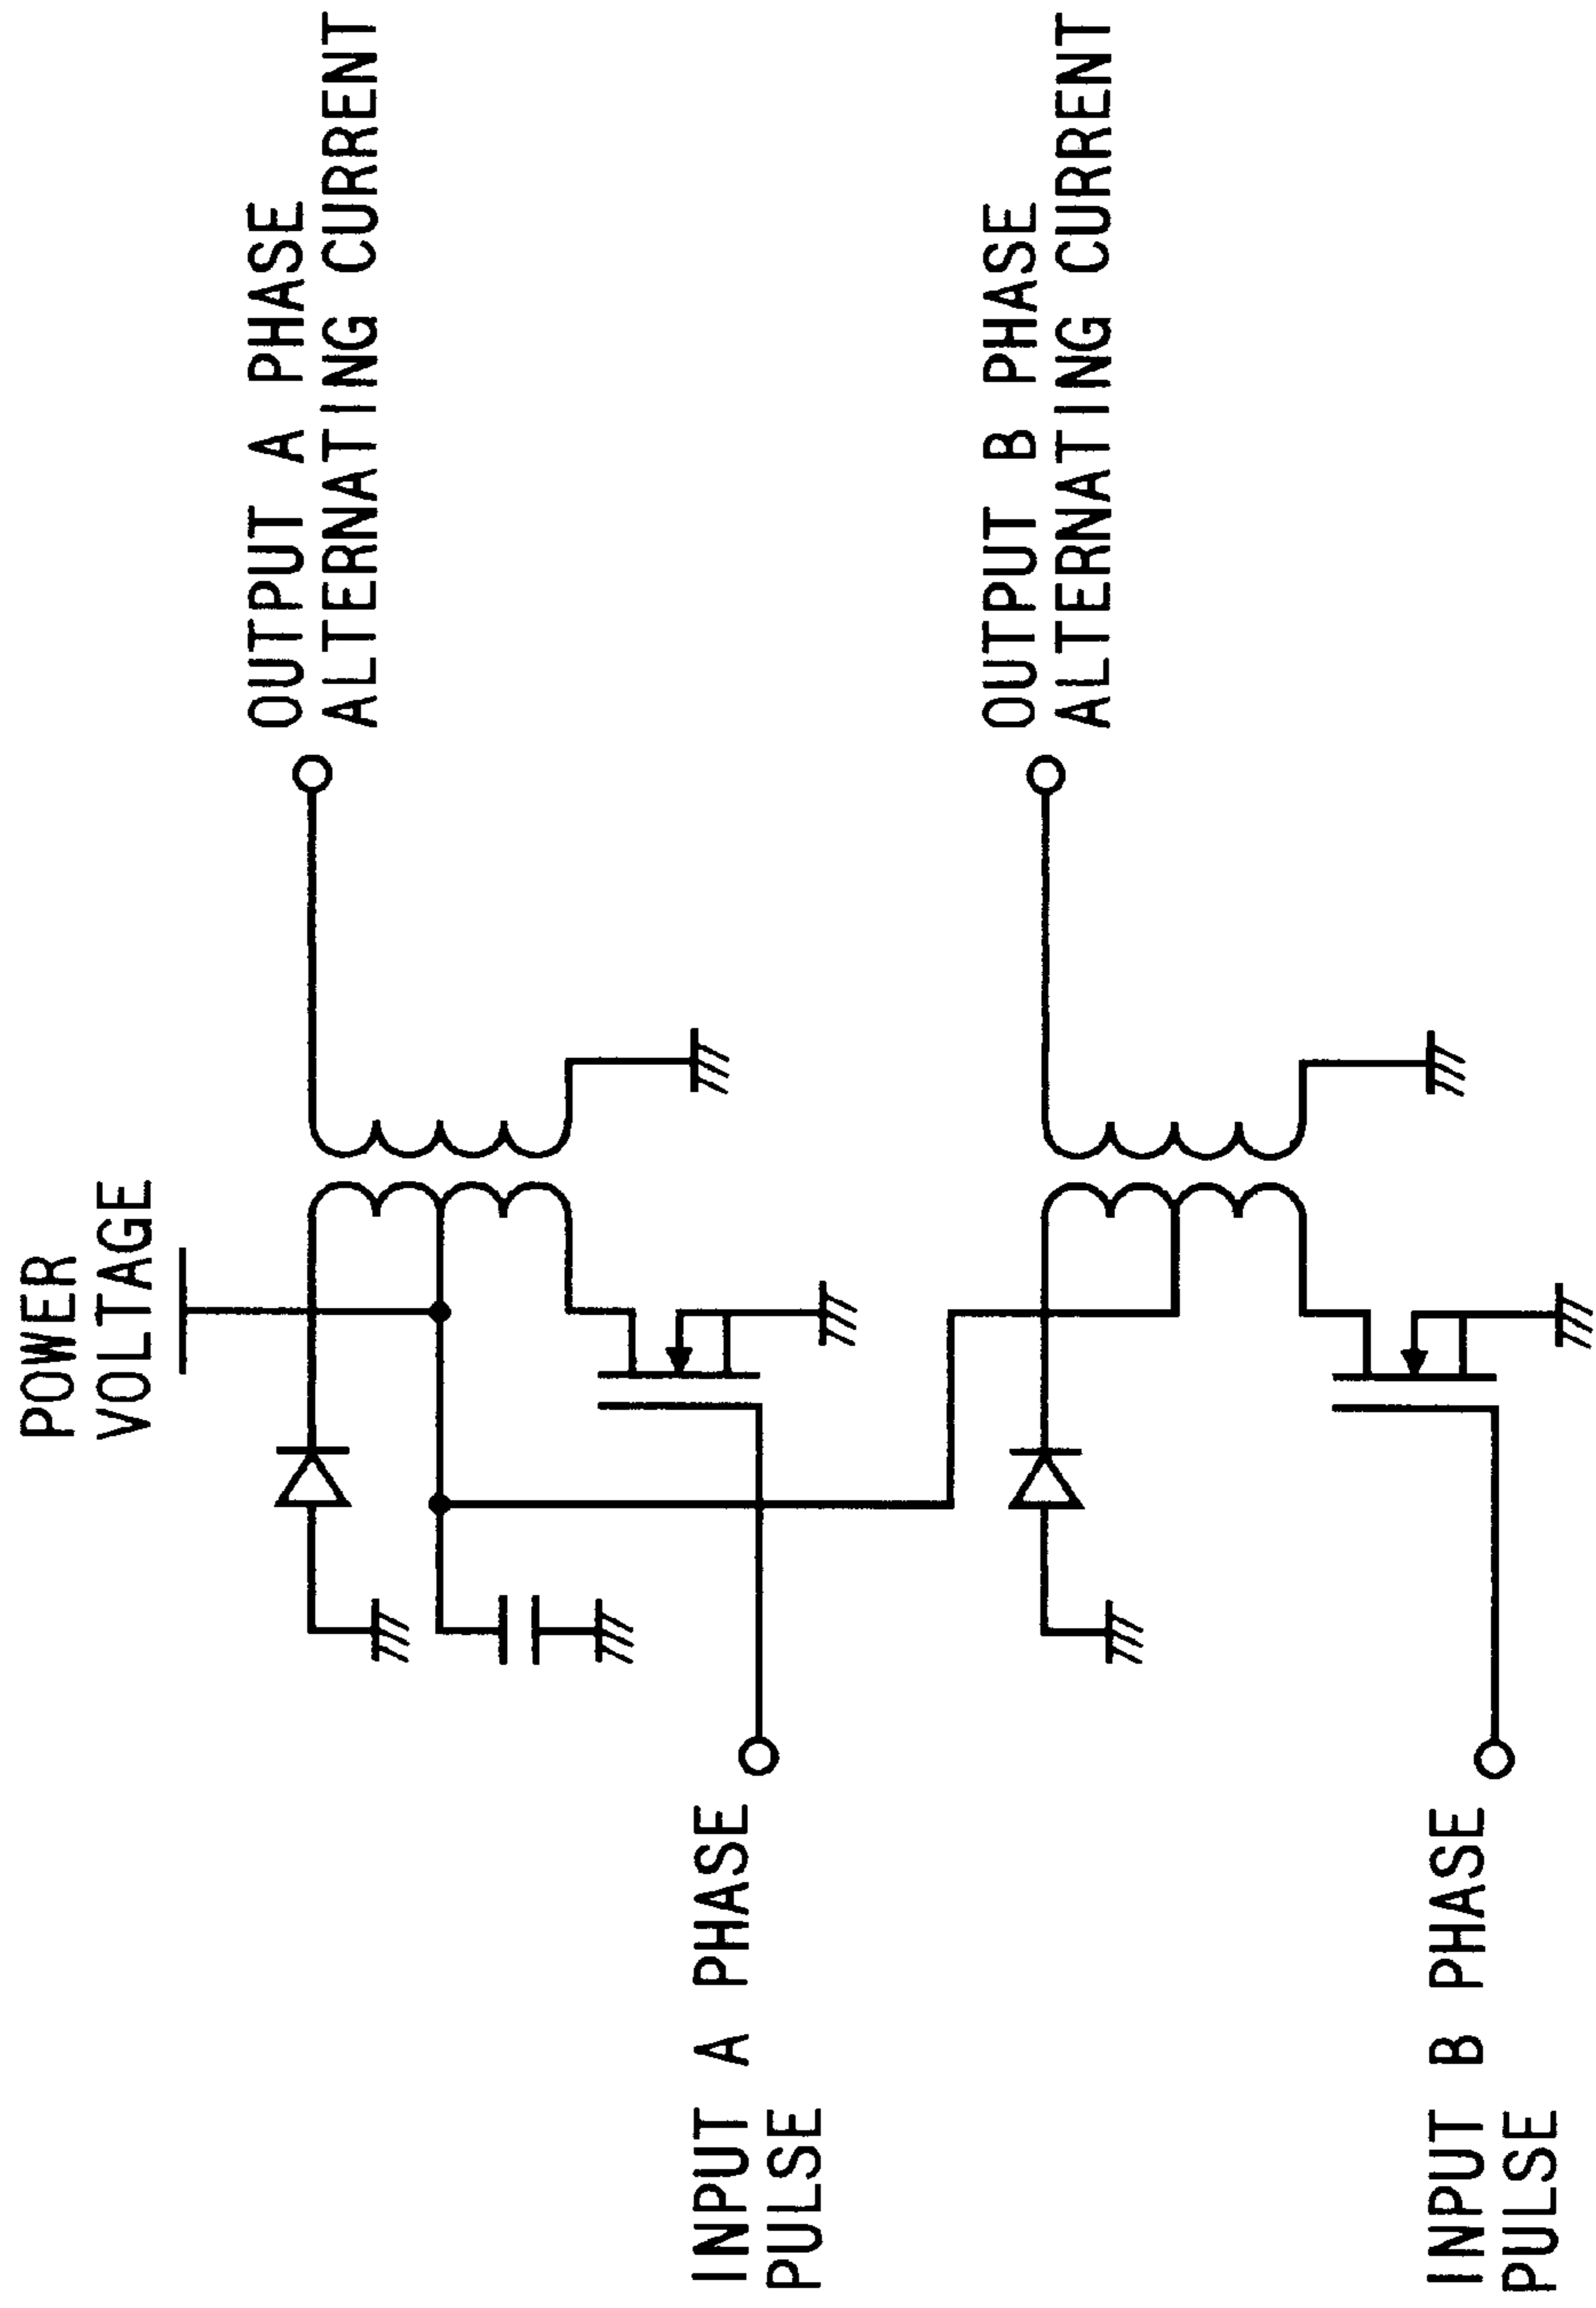 POWER
VOLTAGE
OUTPUT A PHASE
ALTERNATING CURRENT
INPUT A PHASE
PULSE
OUTPUT B PHASE
ALTERNATING CURRENT
INPUT B PHASE
PULSE